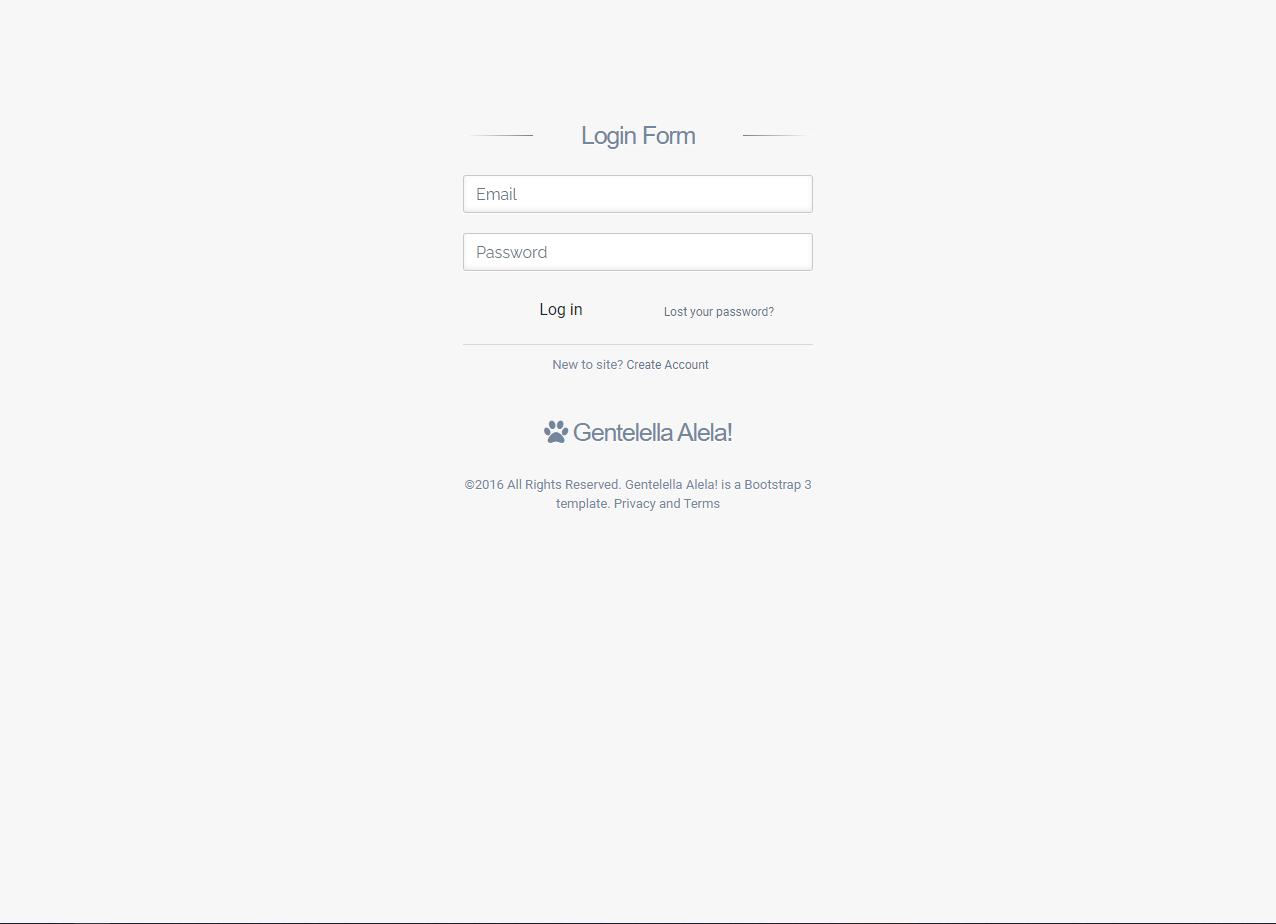 Login Form
Email
Password
Log in Lost your password?
New to site? Create Account
Gentelella Alela!
©2016 All Rights Reserved. Gentelella Alela! is a Bootstrap 3
template. Privacy and Terms